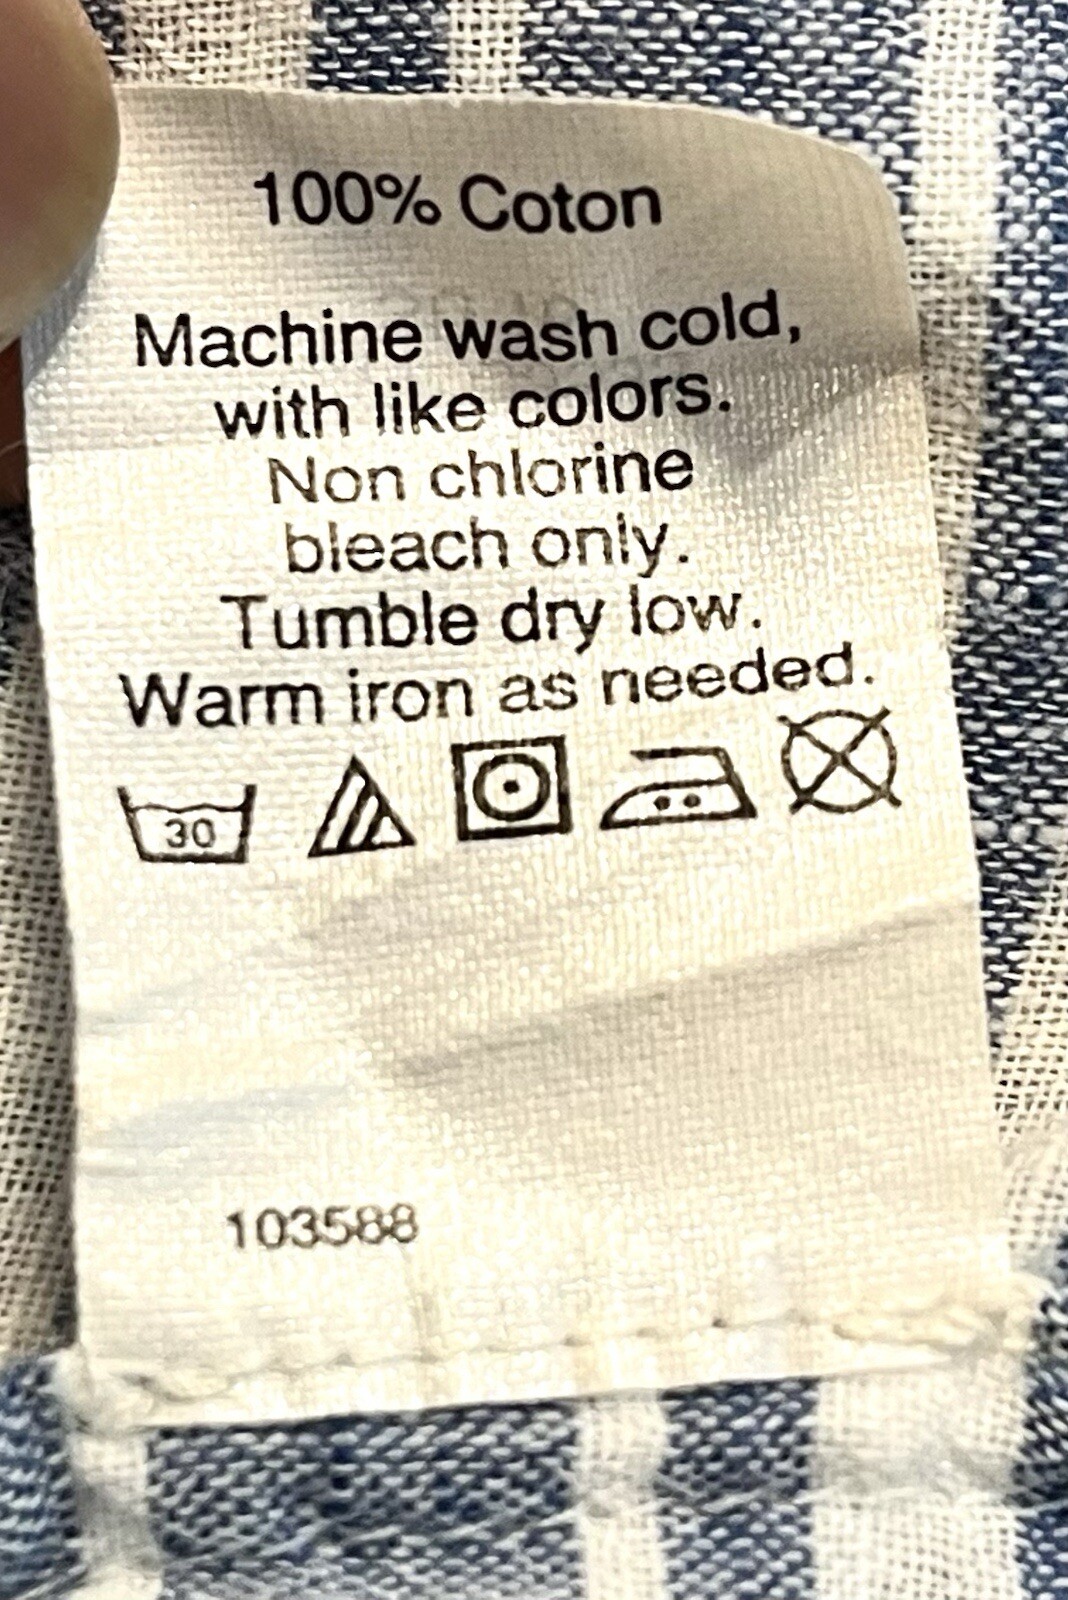 100% Coton
Machine wash cold,
with like colors.
Non chlorine
bleach only.
Tumble dry low.
Warm iron as needed.
30
103588